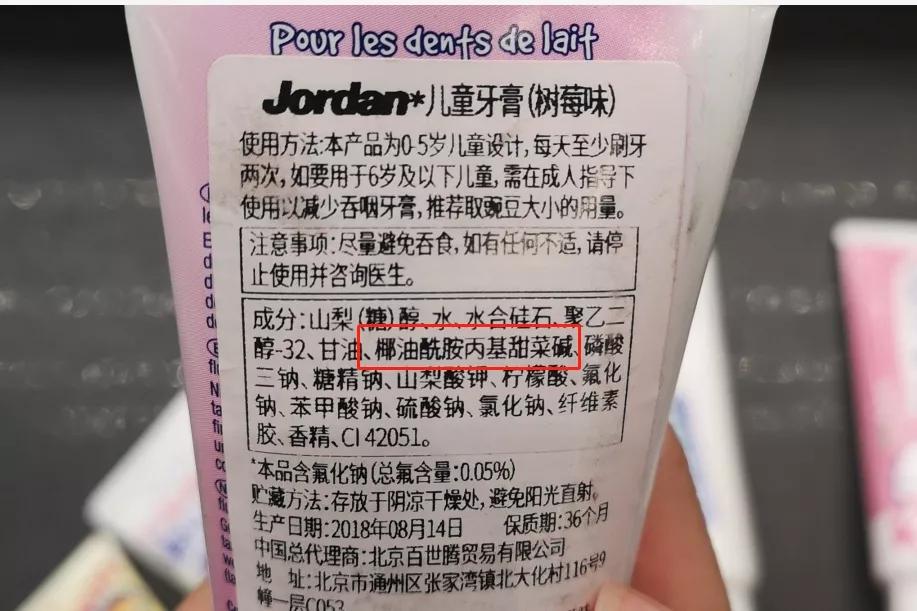 Pour les dents de lait
Jordan*儿童牙膏(树莓味)
使用方法:本产品为0-5岁儿童设计,每天至少刷牙
两次,如要用于6岁及以下儿童,需在成人指导下
使用以减少吞咽牙膏,推荐取豌豆大小的用量。
注意事项:尽量避免吞食,如有任何不适,请停
止使用并咨询医生。
成分:山梨(糖)醇、水、水合硅石、聚乙二
醇-32、甘油、椰油酰胺丙基甜菜碱、磷酸
三钠、糖精钠、山梨酸钾、柠檬酸、氟化
钠、苯甲酸钠、硫酸钠、氯化钠、纤维素
胶、香精、CI 42051。
*本品含氟化钠(总氟含量:0.05%)
贮藏方法:存放于阴凉干燥处,避免阳光直射。
生产日期:2018年08月14日 保质期:36个月
中国总代理商:北京百世腾贸易有限公司
地 址:北京市通州区张家湾镇北大化村116号9
幢一层C053